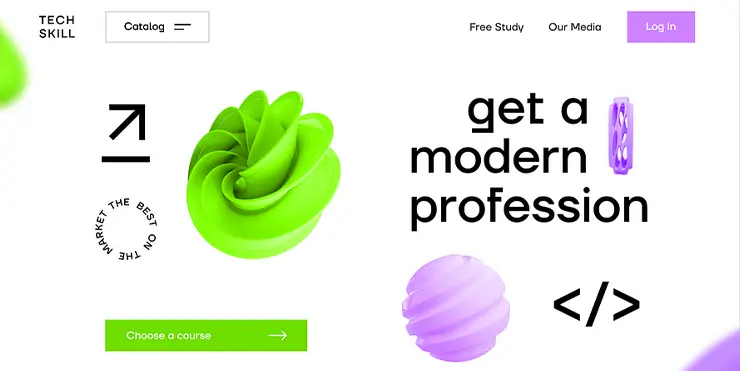 TECH
SKILL
Catalog
Free Study
Our Media
Log In
get a
modern
profession
THE BEST ON THE MARKET
</>
Choose a course